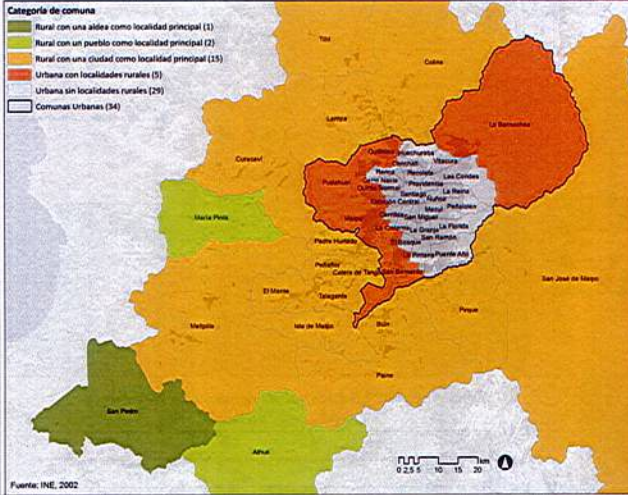 Categoría de comuna
Rural con una aldea como localidad principal (1)
Rural con un pueblo como localidad principal (2)
Rural con una ciudad como localidad principal (15)
Urbana con localidades rurales (5)
Urbana sin localidades rurales (29)
Comunas Urbanas (34)
Tiltil
Colina
Lampa
Lo Barnechea
Curacaví
Quilicura
Huechuraba
Conchalí
Vitacura
Renca
Recoleta
Las Condes
Pudahuel
Cerro Navia
Providencia
Quinta Normal
Santiago
La Reina
Estación Central
Ñuñoa
Peñalolén
María Pinto
Maipú
Cerrillos
Macul
San Miguel
La Florida
La Granja
San Ramón
Padre Hurtado
El Bosque
La Pintana
Puente Alto
Peñaflor
Calera de Tango
San Bernardo
San José de Maipo
El Monte
Talagante
Pirque
Melipilla
Isla de Maipo
Buin
Paine
San Pedro
Alhué
km
0 2,5 5 10 15 20
Fuente: INE, 2002